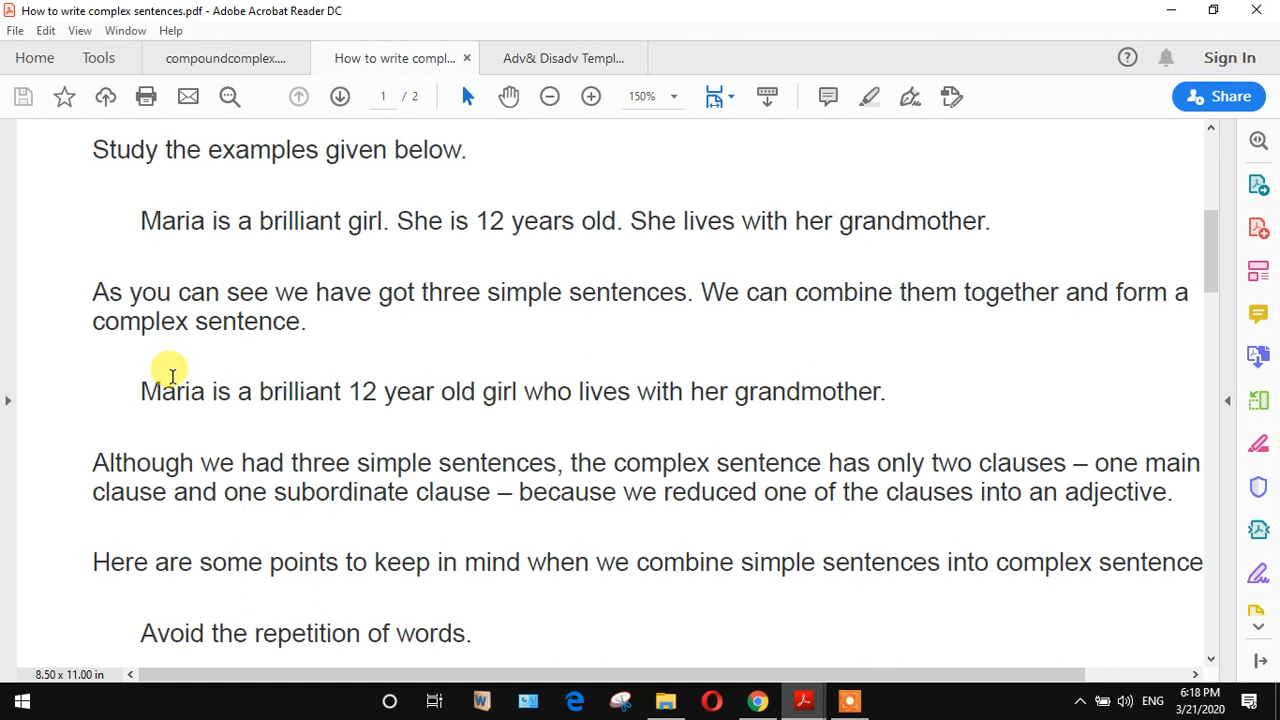 How to write complex sentences.pdf - Adobe Acrobat Reader DC
File Edit View Window Help
Home Tools compoundcomplex.... How to write compl... × Adv& Disadv Templ... Sign In
1 / 2 150% Share
Study the examples given below.
Maria is a brilliant girl. She is 12 years old. She lives with her grandmother.
As you can see we have got three simple sentences. We can combine them together and form a
complex sentence.
Maria is a brilliant 12 year old girl who lives with her grandmother.
Although we had three simple sentences, the complex sentence has only two clauses – one main
clause and one subordinate clause – because we reduced one of the clauses into an adjective.
Here are some points to keep in mind when we combine simple sentences into complex sentence
Avoid the repetition of words.
8.50 x 11.00 in
ENG 6:18 PM
3/21/2020